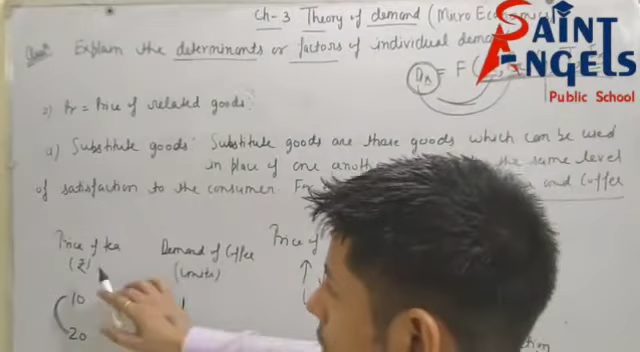 Ch-3 Theory of demand (Micro Economics)
Ques: Explain the determinants or factors of individual deman
Dx = F (
2) Pr = Price of related goods:
a) Substitute goods: Substitute goods are those goods which can be used
in place of one anoth the same level
of satisfaction to the consumer. and Coffee
Price of tea
(₹)
Demand of Coffee
(units)
Price of
10
20
SAINT
ANGELS
Public School